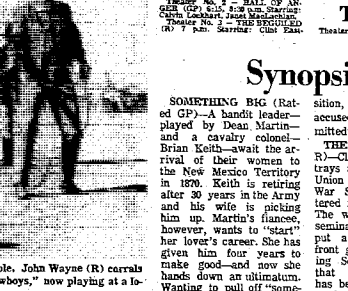 Theater No. 2 — HALL OF AN-
GER (GP) 6:15, 8:30 p.m. Starring:
Calvin Lockhart, Janet MacLachlan.
Theater No. 3 — THE BEGUILED
(R) 7 p.m. Starring: Clint East-
T
Theater
Synopsi
SOMETHING BIG (Rat-
ed GP)—A bandit leader—
played by Dean Martin—
and a cavalry colonel—
Brian Keith—await the ar-
rival of their women to
the New Mexico Territory
in 1870. Keith is retiring
after 30 years in the Army
and his wife is picking
him up. Martin's fiancee,
however, wants to "start"
her lover's career. She has
given him four years to
make good—and now she
hands down an ultimatum.
Wanting to pull off "some-
sition,
accused
mitted
THE
R)—Cl
trays
Union
War S
tered
The w
semina
put a
front g
ing Se
that
has be
ole. John Wayne (R) corrals
wboys," now playing at a lo-